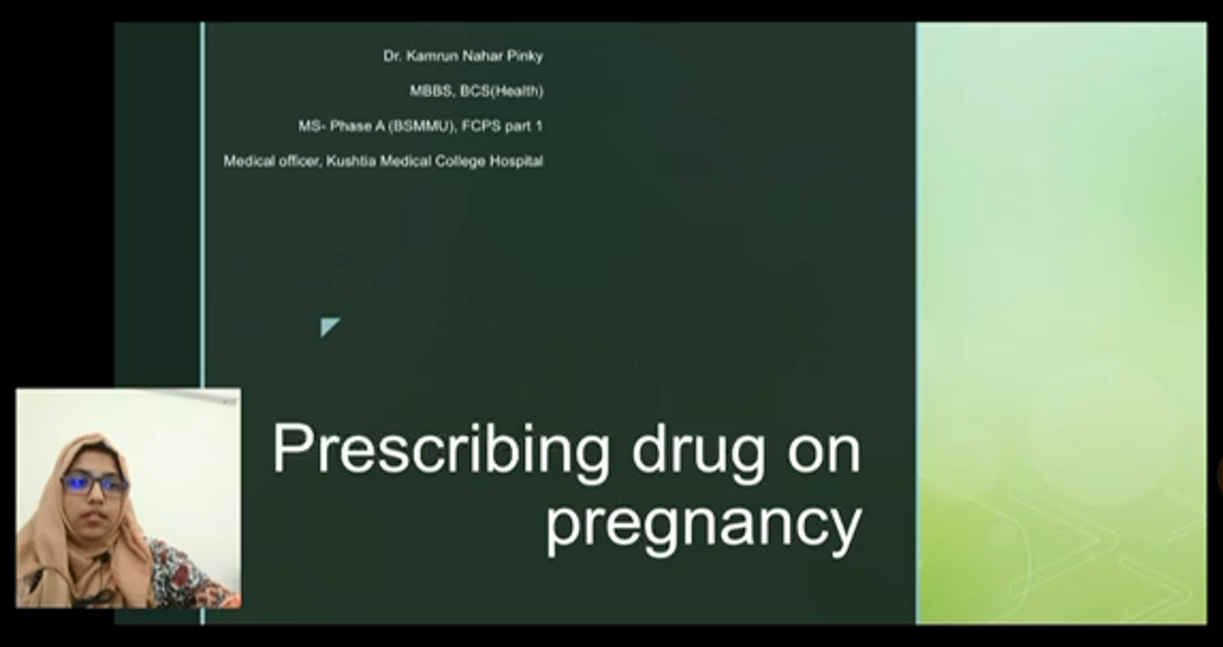 Dr. Kamrun Nahar Pinky
MBBS, BCS(Health)
MS- Phase A (BSMMU), FCPS part 1
Medical officer, Kushtia Medical College Hospital
Prescribing drug on
pregnancy